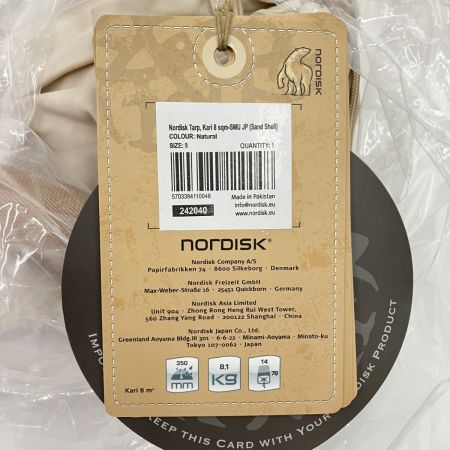 NORDISK
Nordisk Tarp, Kari 8 sqm-SMU JP (Sand Shell)
COLOUR: Natural
SIZE: 8 QUANTITY: 1
5703384110048
242040
Made in Pakistan
info@nordisk.eu
www.nordisk.eu
NORDISK®
Nordisk Company A/S
Papirfabrikken 74 · 8600 Silkeborg · Denmark
Nordisk Freizeit GmbH
Max-Weber-Straße 16 · 25451 Quickborn · Germany
Nordisk Asia Limited
Unit 904 · Zhong Rong Heng Rui West Tower,
560 Zhang Yang Road · 200122 Shanghai · China
Nordisk Japan Co., Ltd.
Greenland Aoyama Bldg.III 301 · 6-6-22 · Minami-Aoyama · Minato-ku
Tokyo 107-0062 · Japan
350
mm
8,1
KG
14
78
Kari 8 m²
KEEP THIS CARD WITH YOUR NORDISK PRODUCT